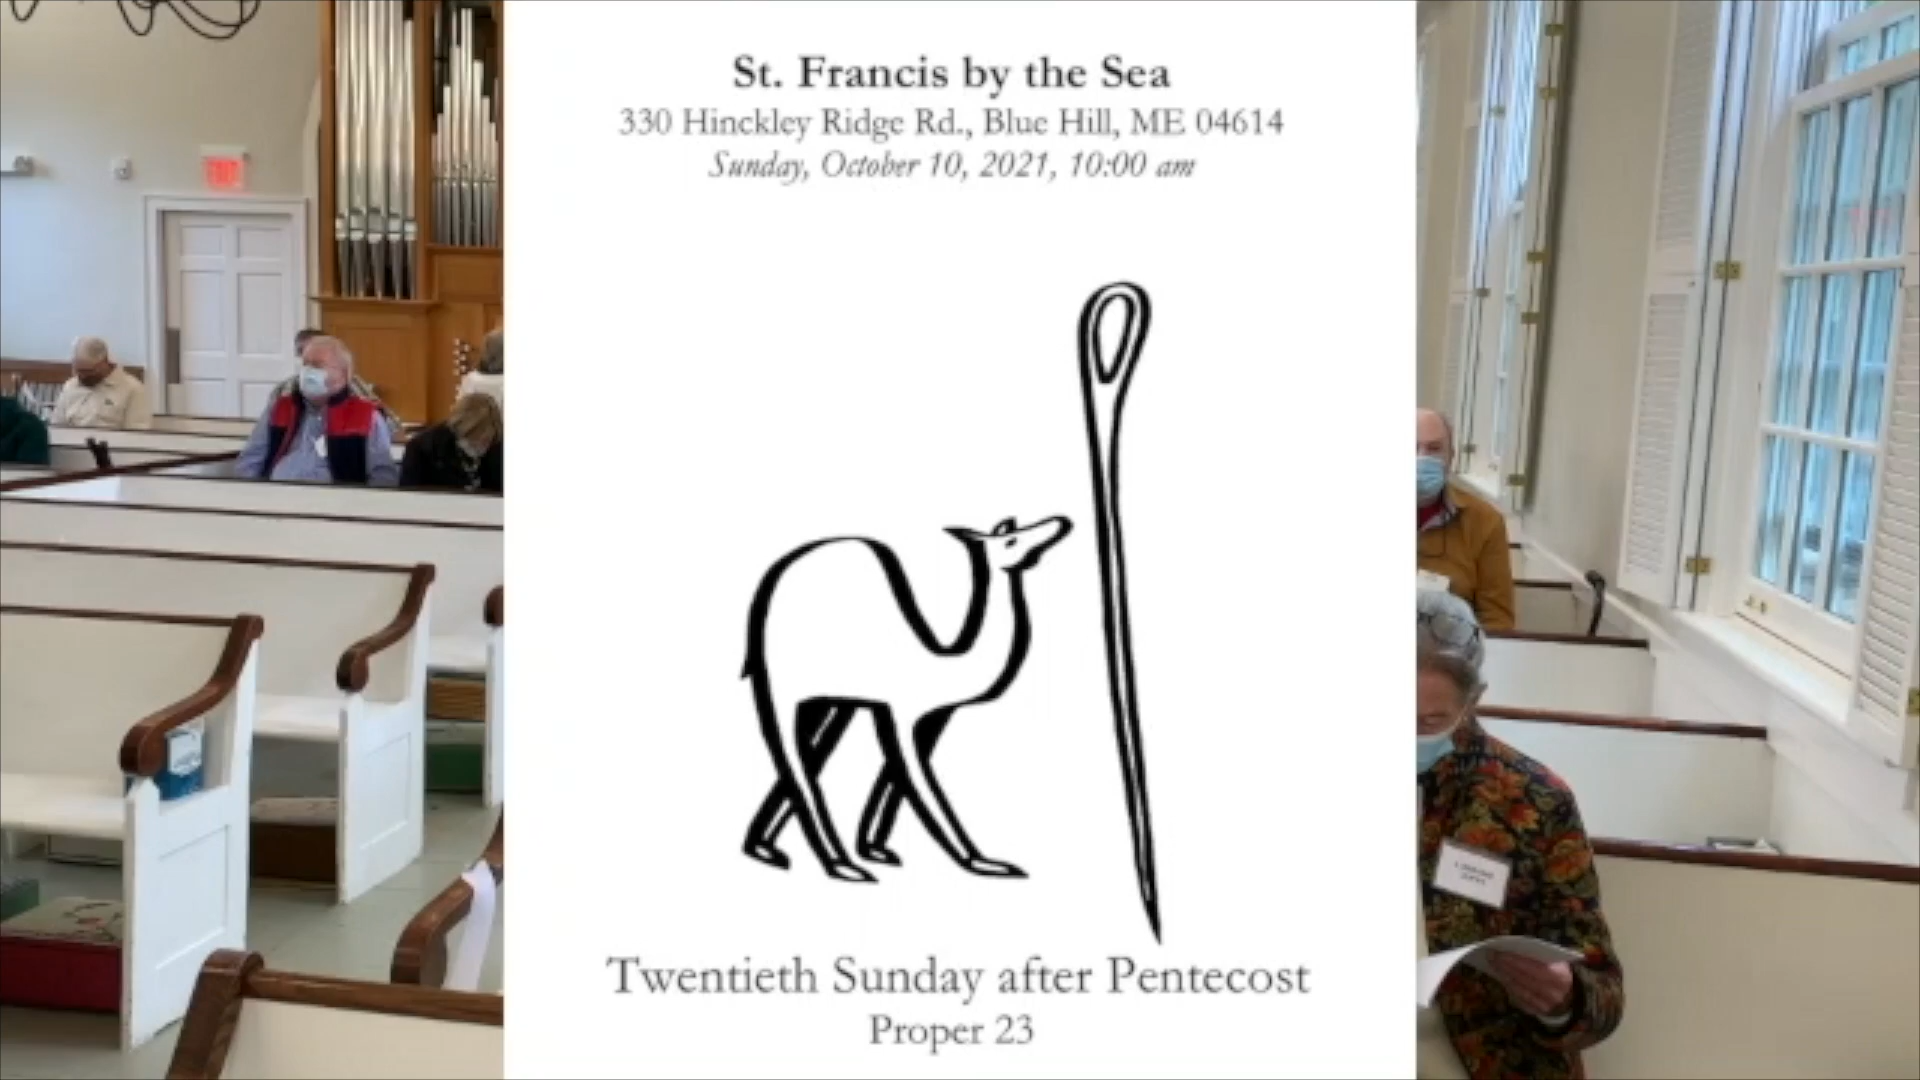 St. Francis by the Sea
330 Hinckley Ridge Rd., Blue Hill, ME 04614
Sunday, October 10, 2021, 10:00 am
Twentieth Sunday after Pentecost
Proper 23